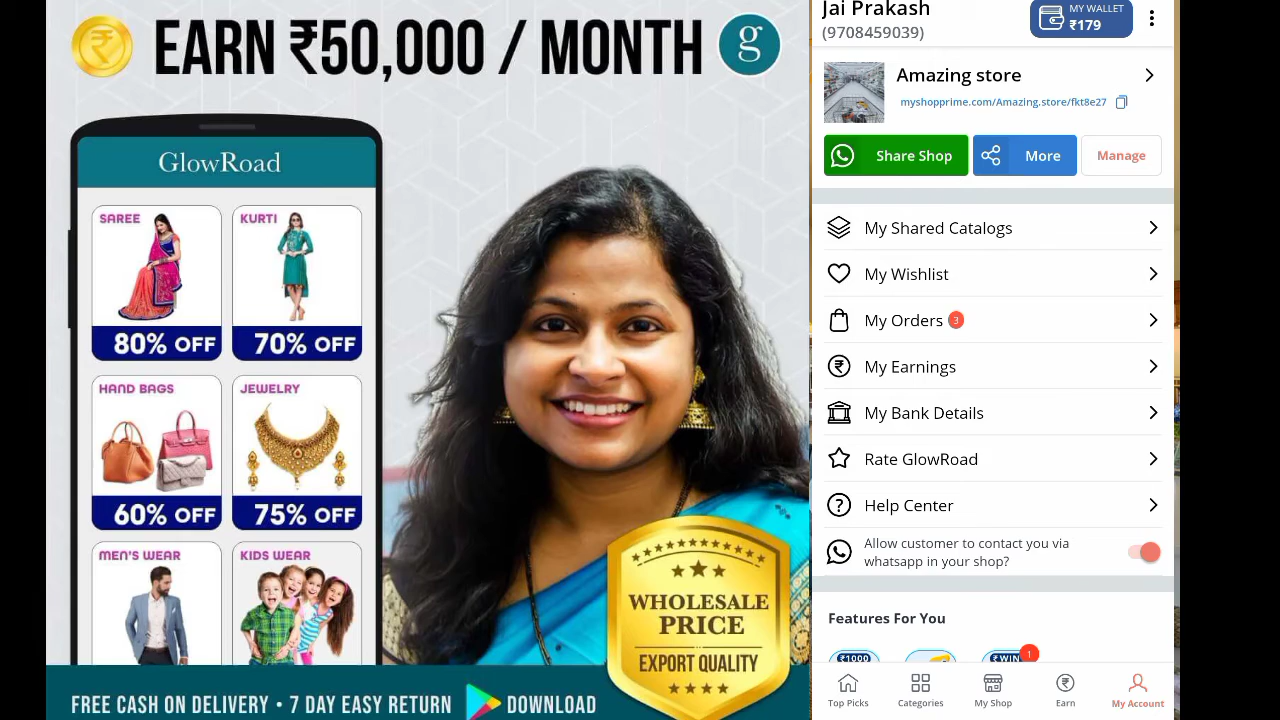 EARN ₹50,000 / MONTH
g
GlowRoad
SAREE
80% OFF
KURTI
70% OFF
HAND BAGS
60% OFF
JEWELRY
75% OFF
MEN'S WEAR
KIDS WEAR
WHOLESALE
PRICE
EXPORT QUALITY
FREE CASH ON DELIVERY • 7 DAY EASY RETURN
DOWNLOAD
Jai Prakash
(9708459039)
MY WALLET
₹179
Amazing store
myshopprime.com/Amazing.store/fkt8e27
Share Shop
More
Manage
My Shared Catalogs
My Wishlist
My Orders 3
My Earnings
My Bank Details
Rate GlowRoad
Help Center
Allow customer to contact you via
whatsapp in your shop?
Features For You
₹1000
₹WIN
1
Top Picks
Categories
My Shop
Earn
My Account